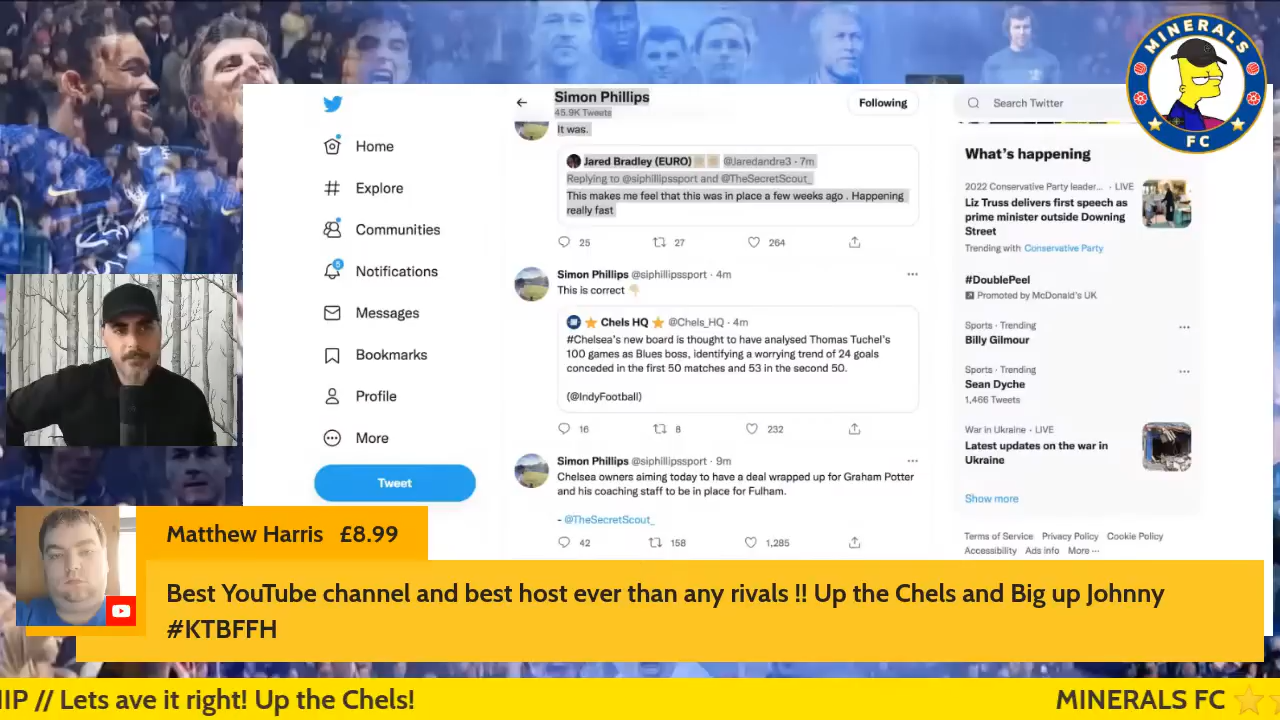 MINERALS
FC
Simon Phillips
45.9K Tweets
Following
Search Twitter
Home
Explore
Communities
Notifications
Messages
Bookmarks
Profile
More
Tweet
It was.
Jared Bradley (EURO) @Jaredandre3 · 7m
Replying to @siphillipssport and @TheSecretScout_
This makes me feel that this was in place a few weeks ago . Happening
really fast
25 27 264
Simon Phillips @siphillipssport · 4m
This is correct 👇🏼
⭐ Chels HQ ⭐ @Chels_HQ · 4m
#Chelsea's new board is thought to have analysed Thomas Tuchel's
100 games as Blues boss, identifying a worrying trend of 24 goals
conceded in the first 50 matches and 53 in the second 50.
(@IndyFootball)
16 8 232
Simon Phillips @siphillipssport · 9m
Chelsea owners aiming today to have a deal wrapped up for Graham Potter
and his coaching staff to be in place for Fulham.
- @TheSecretScout_
42 158 1,285
What's happening
2022 Conservative Party leader... · LIVE
Liz Truss delivers first speech as
prime minister outside Downing
Street
Trending with Conservative Party
#DoublePeel
Promoted by McDonald's UK
Sports · Trending
Billy Gilmour
Sports · Trending
Sean Dyche
1,466 Tweets
War in Ukraine · LIVE
Latest updates on the war in
Ukraine
Show more
Terms of Service Privacy Policy Cookie Policy
Accessibility Ads info More ···
Matthew Harris £8.99
Best YouTube channel and best host ever than any rivals !! Up the Chels and Big up Johnny
#KTBFFH
HIP // Lets ave it right! Up the Chels!
MINERALS FC ⭐